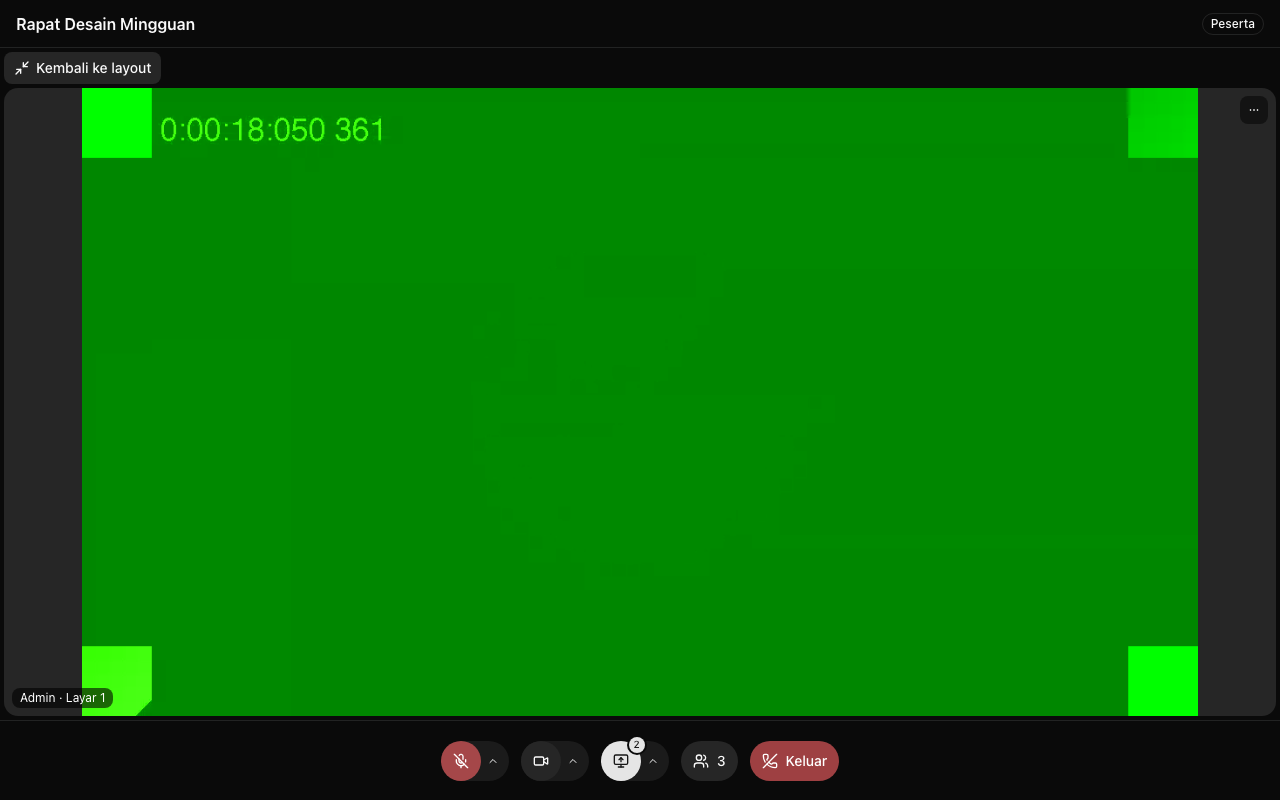 Rapat Desain Mingguan
Peserta
Kembali ke layout
0:00:18:050 361
Admin · Layar 1
2
3
Keluar